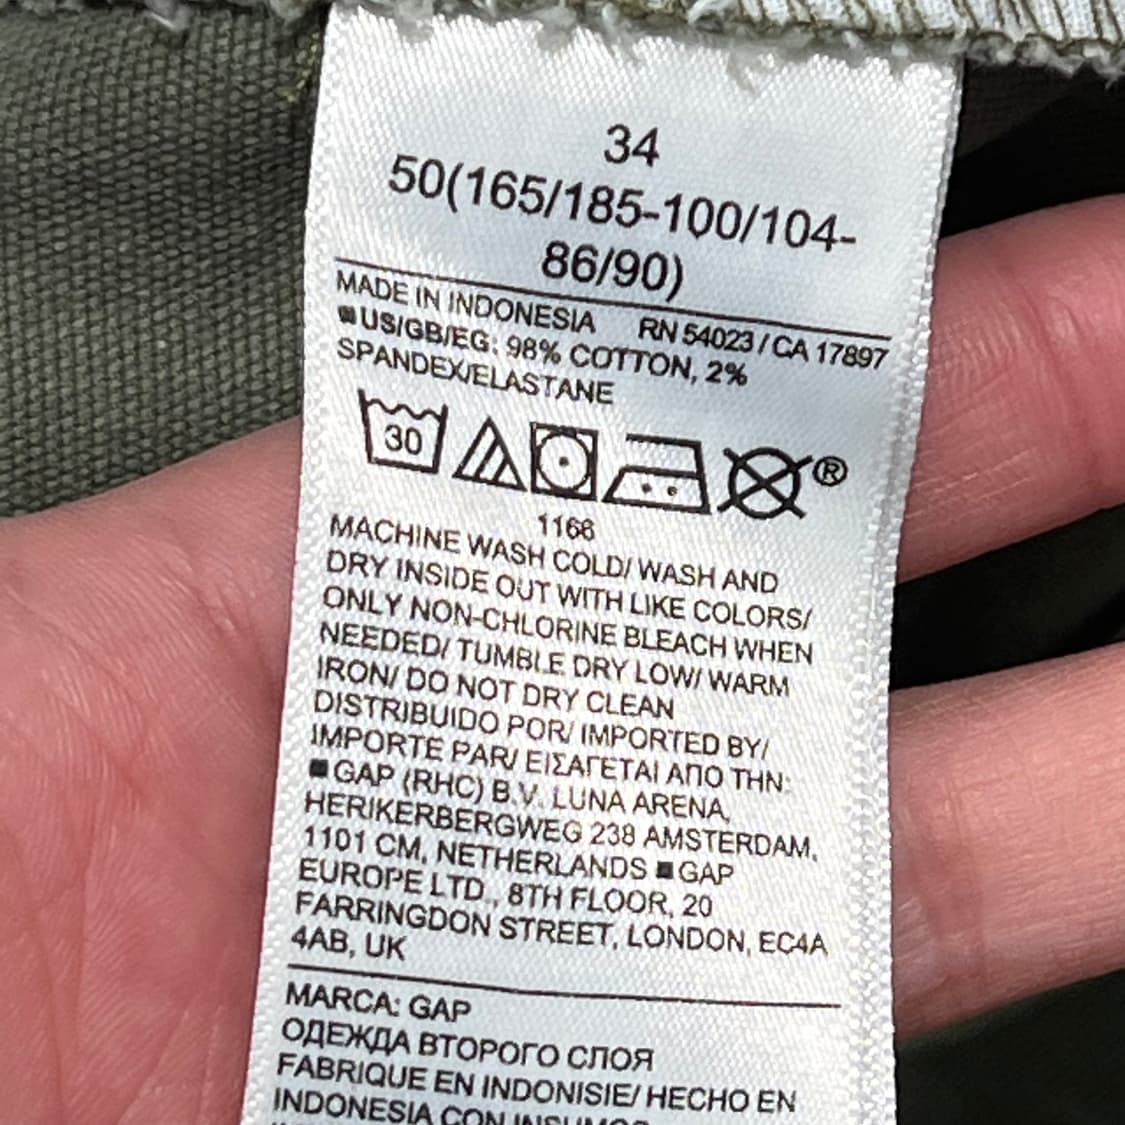 34
50(165/185-100/104-
86/90)
MADE IN INDONESIA RN 54023 / CA 17897
■US/GB/EG: 98% COTTON, 2%
SPANDEX/ELASTANE
30
®
1166
MACHINE WASH COLD/ WASH AND
DRY INSIDE OUT WITH LIKE COLORS/
ONLY NON-CHLORINE BLEACH WHEN
NEEDED/ TUMBLE DRY LOW/ WARM
IRON/ DO NOT DRY CLEAN
DISTRIBUIDO POR/ IMPORTED BY/
IMPORTE PAR/ ΕΙΣΑΓΕΤΑΙ ΑΠΟ ΤΗΝ:
■GAP (RHC) B.V. LUNA ARENA,
HERIKERBERGWEG 238 AMSTERDAM,
1101 CM, NETHERLANDS ■GAP
EUROPE LTD., 8TH FLOOR, 20
FARRINGDON STREET, LONDON, EC4A
4AB, UK
MARCA: GAP
ОДЕЖДА ВТОРОГО СЛОЯ
FABRIQUE EN INDONISIE/ HECHO EN
INDONESIA CON INSUMOS